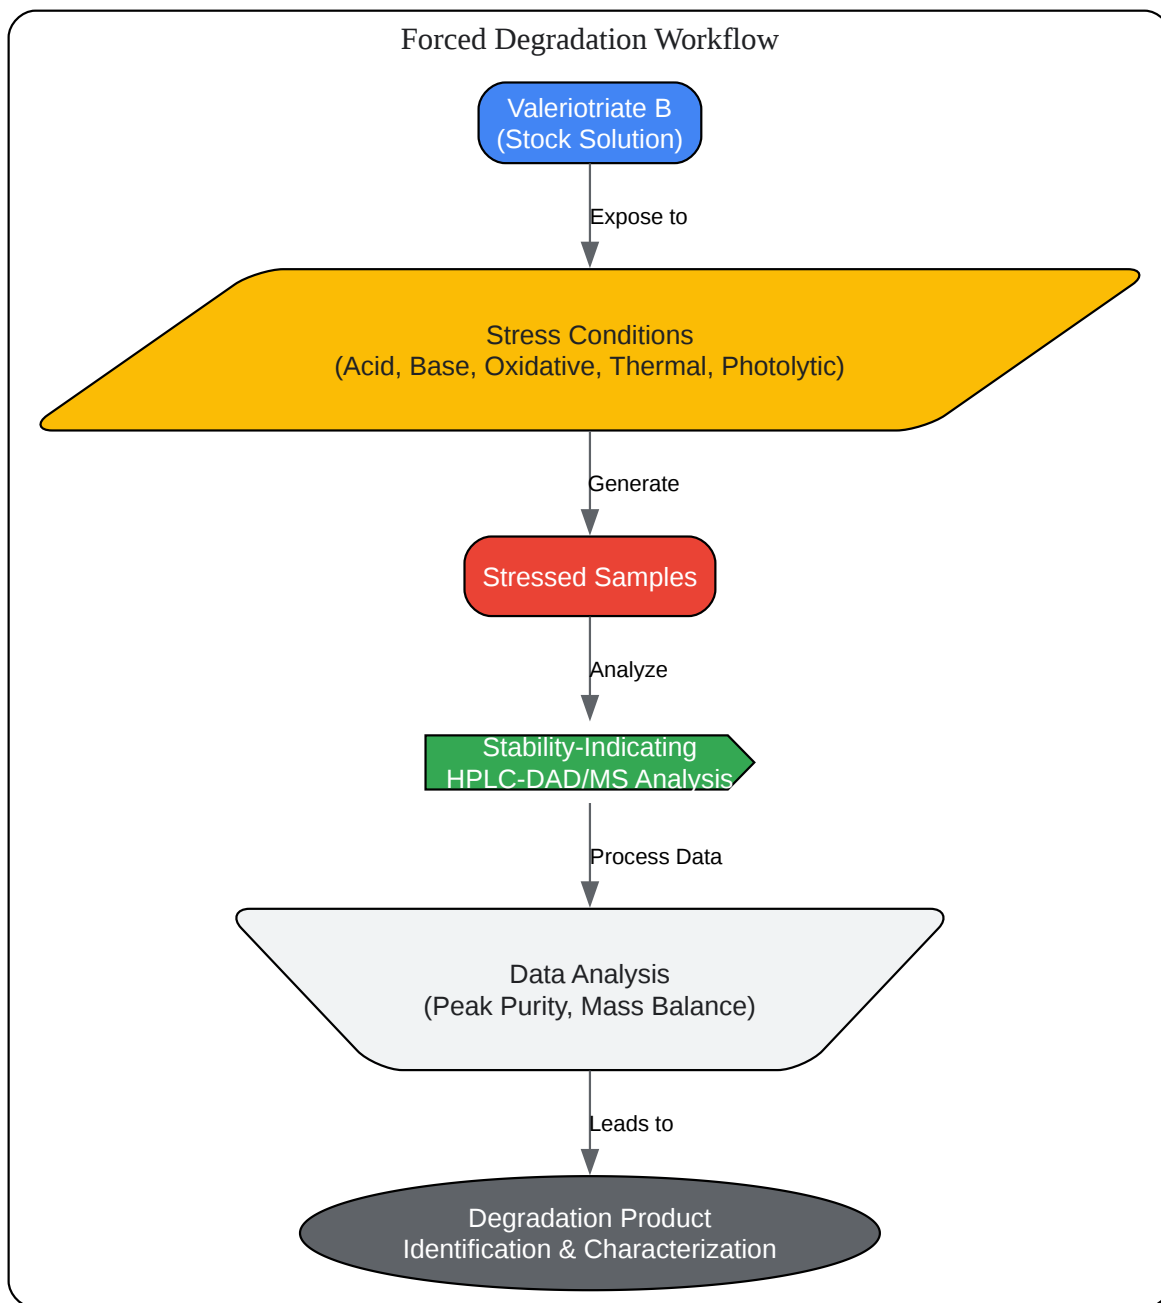 Forced Degradation Workflow
Valeriotriate B
(Stock Solution)
Expose to
Stress Conditions
(Acid, Base, Oxidative, Thermal, Photolytic)
Generate
Stressed Samples
Analyze
Stability-Indicating
HPLC-DAD/MS Analysis
Process Data
Data Analysis
(Peak Purity, Mass Balance)
Leads to
Degradation Product
Identification & Characterization